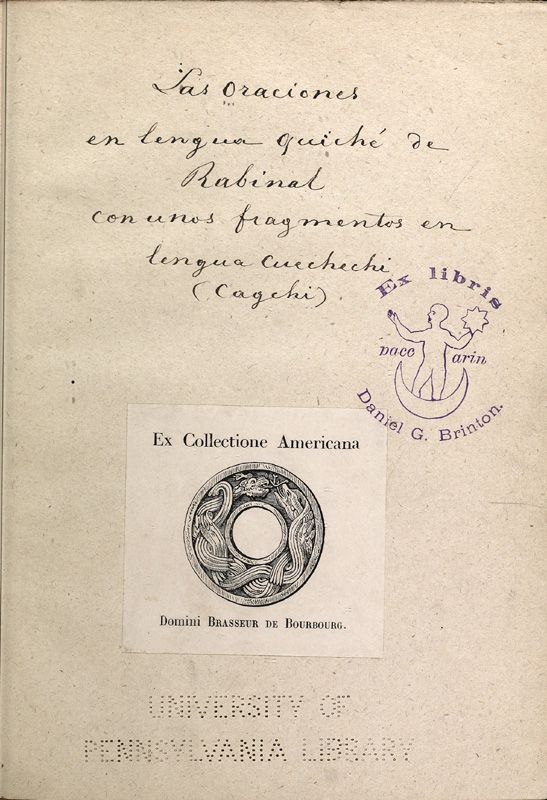 Las Oraciones
en lengua quiché de
Rabinal
con unos fragmentos en
lengua Cuechechi
(Cagchi)
Ex libris
vacc arin
Daniel G. Brinton.
Ex Collectione Americana
Domini BRASSEUR DE BOURBOURG.
UNIVERSITY OF
PENNSYLVANIA LIBRARY